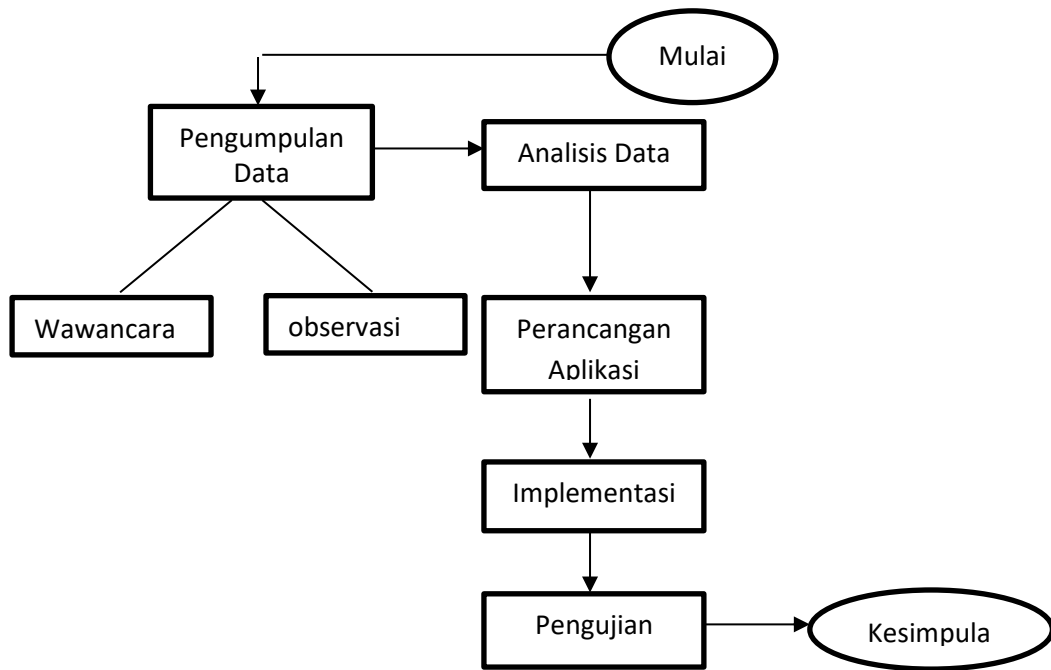 Mulai
Pengumpulan
Data
Analisis Data
Wawancara
observasi
Perancangan
Aplikasi
Implementasi
Pengujian
Kesimpula